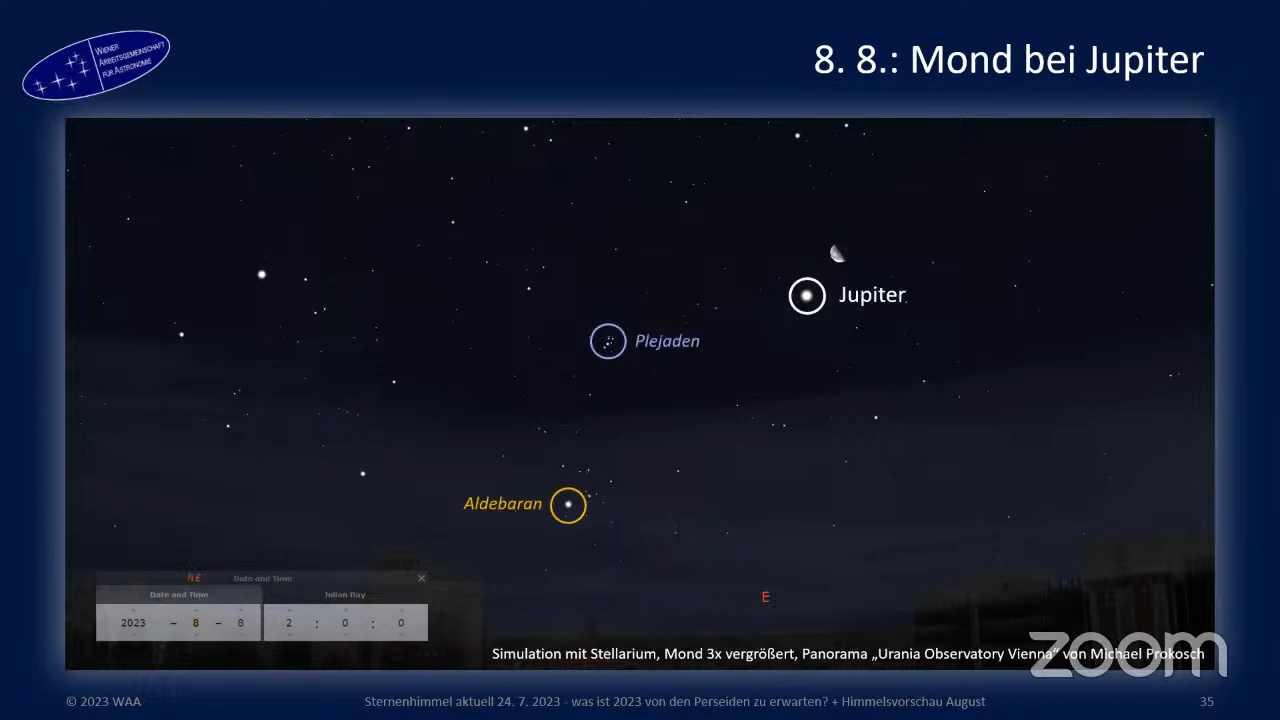 WIENER
ARBEITSGEMEINSCHAFT
FÜR ASTRONOMIE
8. 8.: Mond bei Jupiter
Jupiter
Plejaden
Aldebaran
NE
Date and Time
Date and Time
Julian Day
2023 – 8 – 8
2 : 0 : 0
E
Simulation mit Stellarium, Mond 3x vergrößert, Panorama „Urania Observatory Vienna“ von Michael Prokosch
zoom
© 2023 WAA
Sternenhimmel aktuell 24. 7. 2023 - was ist 2023 von den Perseiden zu erwarten? + Himmelsvorschau August
35